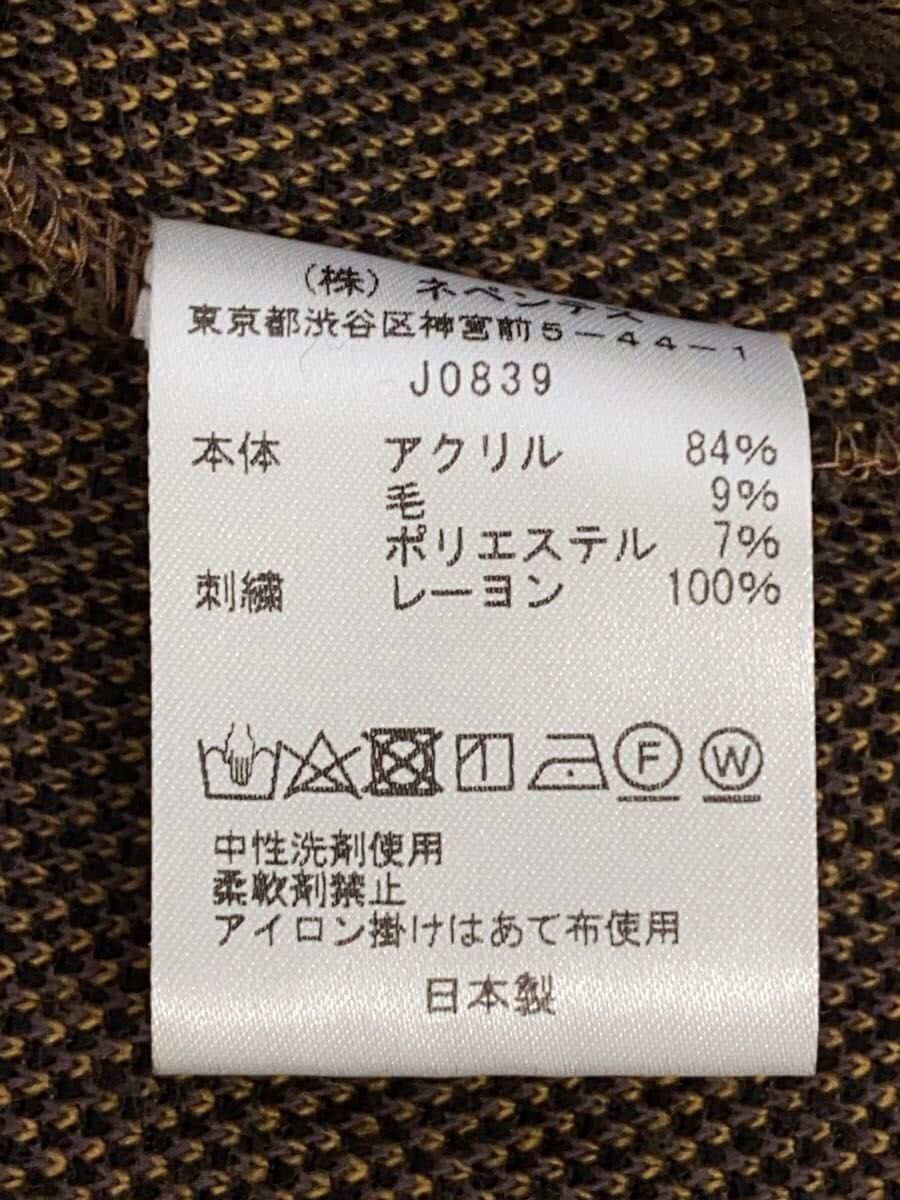 （株）ネペンテス
東京都渋谷区神宮前５－４４－１
J0839
本体 アクリル 84%
毛 9%
ポリエステル 7%
刺繍 レーヨン 100%
F W
中性洗剤使用
柔軟剤禁止
アイロン掛けはあて布使用
日本製